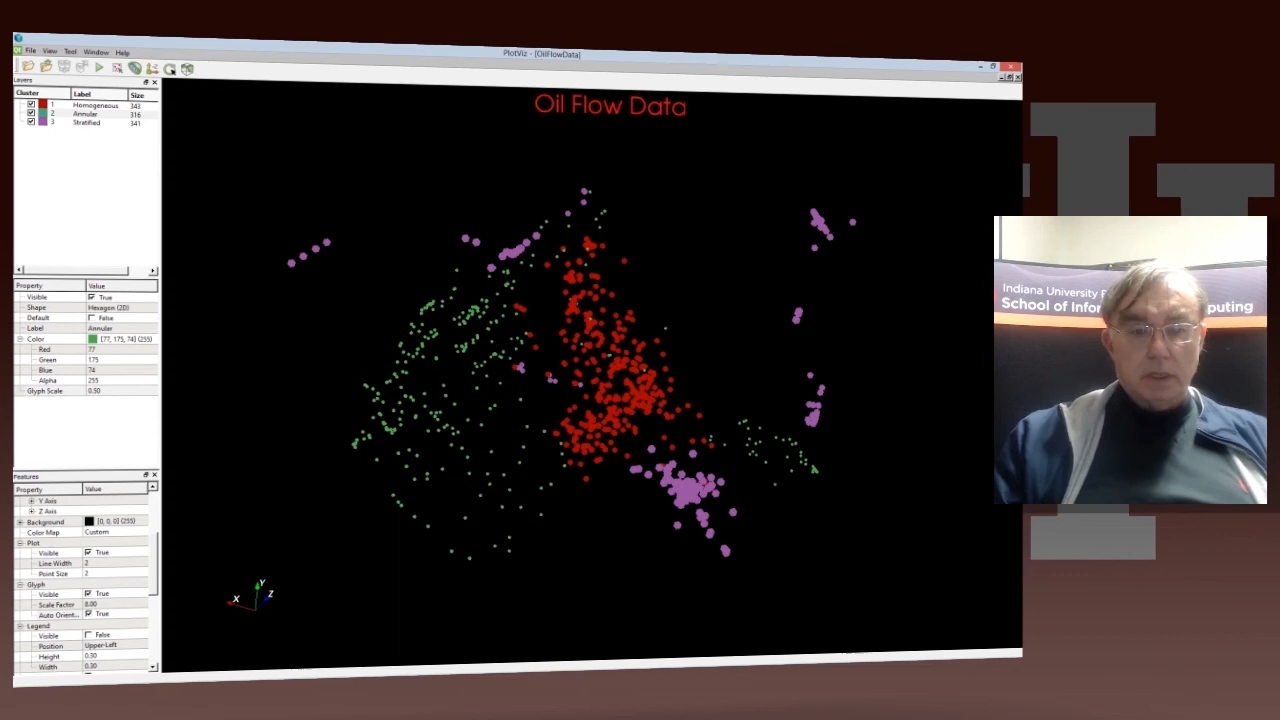 PlotViz - [OilFlowData]
File View Tool Window Help
Layers
Cluster Label Size
1 Homogeneous 343
2 Annular 316
3 Stratified 341
Oil Flow Data
Property Value
Visible True
Shape Hexagon (2D)
Default False
Label Annular
Color [77, 175, 74] (255)
Red 77
Green 175
Blue 74
Alpha 255
Glyph Scale 0.50
Features
Property Value
Y Axis
Z Axis
Background [0, 0, 0] (255)
Color Map Custom
Plot
Visible True
Line Width 2
Point Size 2
Glyph
Visible True
Scale Factor 8.00
Auto Orient... True
Legend
Visible False
Position Upper-Left
Height 0.30
Width 0.30
X Y Z
Indiana University
School of Infor puting